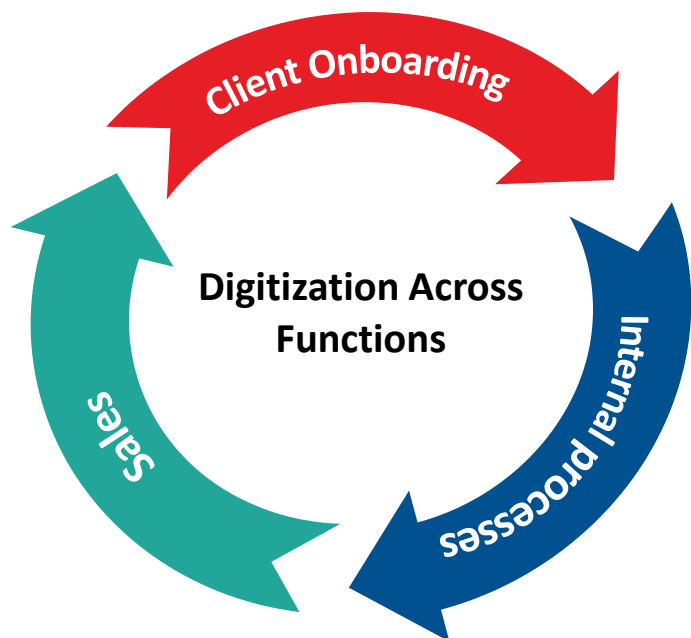 Client Onboarding
Digitization Across
Functions
Internal processes
Sales